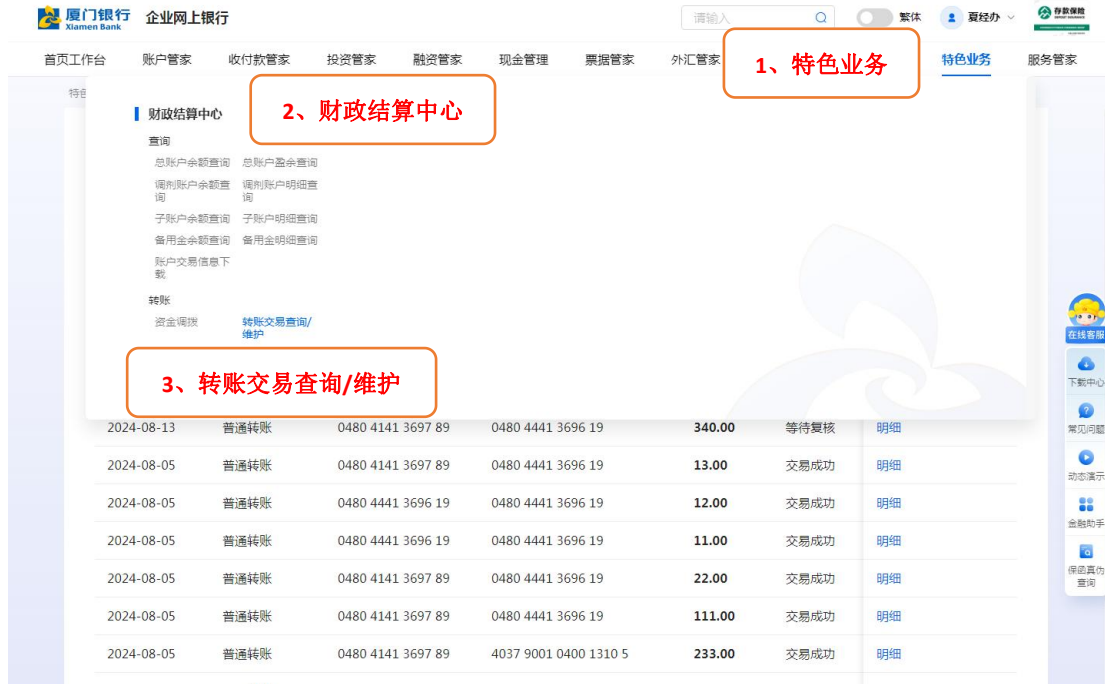 厦门银行 企业网上银行 请输入 繁体 夏经办 存款保险
Xiamen Bank
首页工作台 账户管家 收付款管家 投资管家 融资管家 现金管理 票据管家 外汇管家 1、特色业务 特色业务 服务管家
特色
财政结算中心 2、财政结算中心
查询
总账户余额查询 总账户盈余查询
调剂账户余额查 调剂账户明细查
询 询
子账户余额查询 子账户明细查询
备用金余额查询 备用金明细查询
账户交易信息下
载
转账
资金调拨 转账交易查询/
维护
3、转账交易查询/维护
2024-08-13 普通转账 0480 4141 3697 89 0480 4441 3696 19 340.00 等待复核 明细
2024-08-05 普通转账 0480 4141 3697 89 0480 4441 3696 19 13.00 交易成功 明细
2024-08-05 普通转账 0480 4141 3696 19 0480 4441 3696 19 12.00 交易成功 明细
2024-08-05 普通转账 0480 4141 3696 19 0480 4441 3696 19 11.00 交易成功 明细
2024-08-05 普通转账 0480 4141 3697 89 0480 4441 3696 19 22.00 交易成功 明细
2024-08-05 普通转账 0480 4141 3697 89 0480 4441 3696 19 111.00 交易成功 明细
2024-08-05 普通转账 0480 4141 3697 89 4037 9001 0400 1310 5 233.00 交易成功 明细
在线客服
下载中心
常见问题
动态演示
金融助手
保函真伪
查询